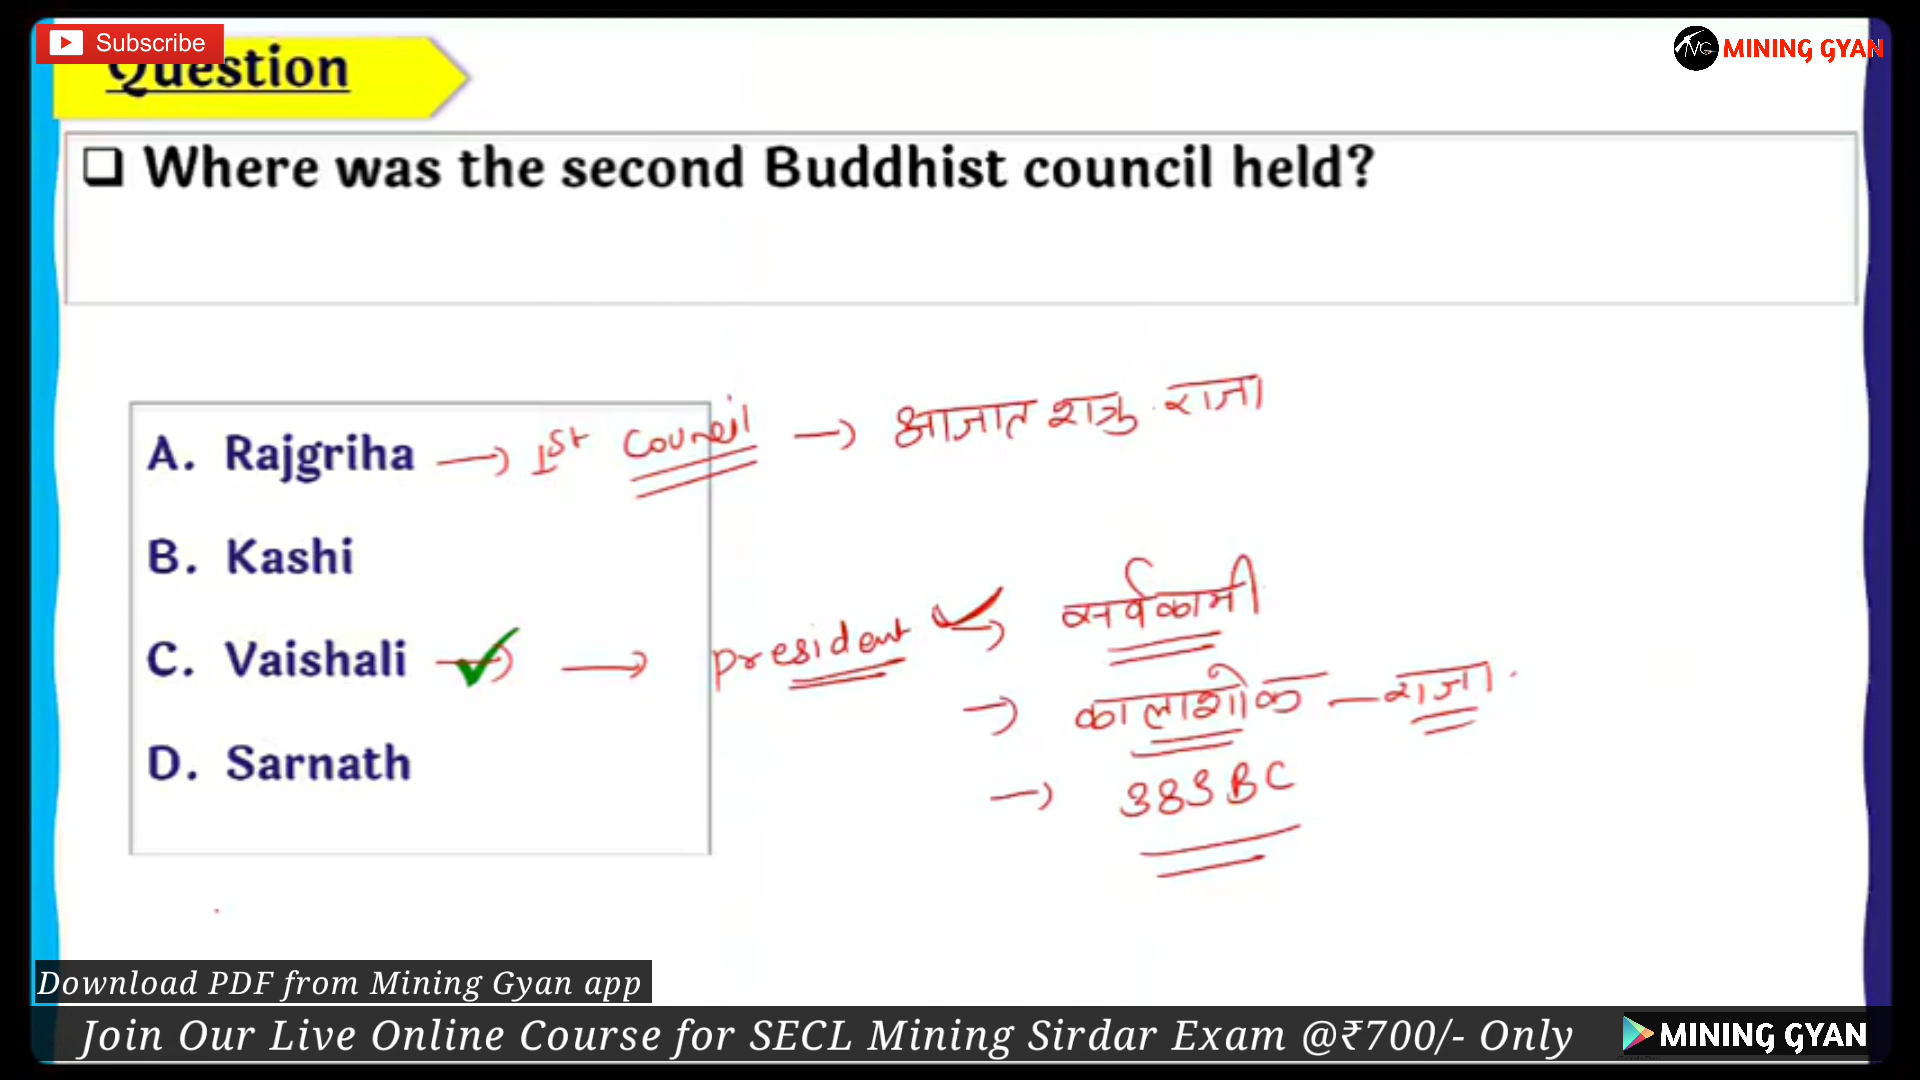 Subscribe
MINING GYAN
Question
Where was the second Buddhist council held?
A. Rajgriha → 1st Council → आजात शत्रु राजा
B. Kashi
C. Vaishali → → president → सर्वकामी
→ कालाशोक – राजा
→ 383 BC
D. Sarnath
Download PDF from Mining Gyan app
Join Our Live Online Course for SECL Mining Sirdar Exam @₹700/- Only
MINING GYAN